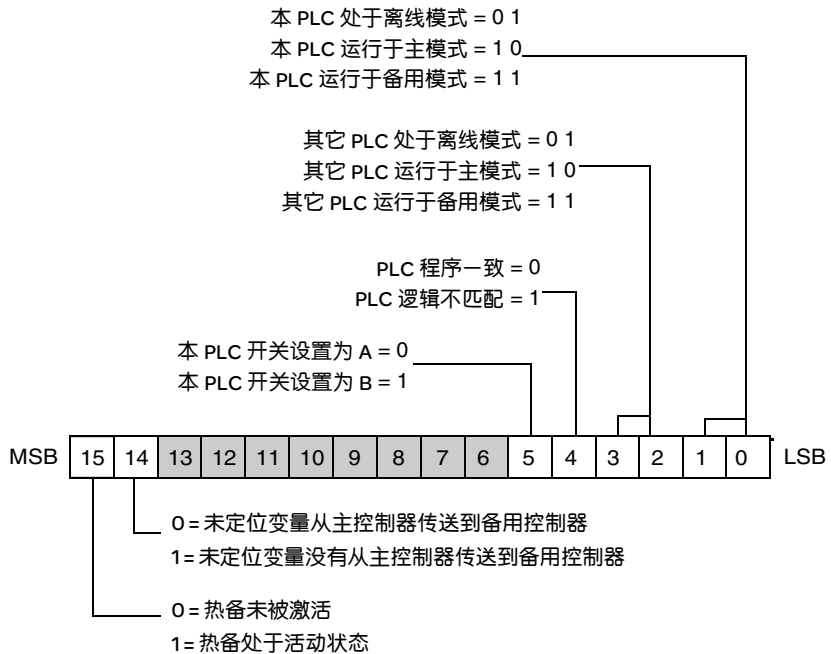 本 PLC 处于离线模式 = 0 1
本 PLC 运行于主模式 = 1 0
本 PLC 运行于备用模式 = 1 1
其它 PLC 处于离线模式 = 0 1
其它 PLC 运行于主模式 = 1 0
其它 PLC 运行于备用模式 = 1 1
PLC 程序一致 = 0
PLC 逻辑不匹配 = 1
本 PLC 开关设置为 A = 0
本 PLC 开关设置为 B = 1
MSB 15 14 13 12 11 10 9 8 7 6 5 4 3 2 1 0 LSB
0 = 未定位变量从主控制器传送到备用控制器
1= 未定位变量没有从主控制器传送到备用控制器
0 = 热备未被激活
1= 热备处于活动状态